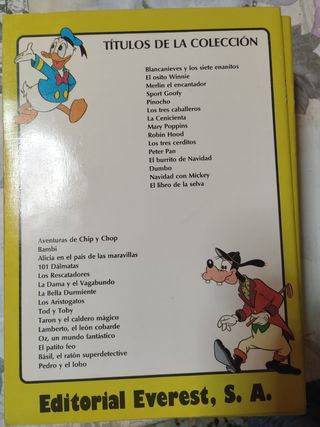 TÍTULOS DE LA COLECCIÓN
Blancanieves y los siete enanitos
El osito Winnie
Merlín el encantador
Sport Goofy
Pinocho
Los tres caballeros
La Cenicienta
Mary Poppins
Robin Hood
Los tres cerditos
Peter Pan
El burrito de Navidad
Dumbo
Navidad con Mickey
El libro de la selva
Aventuras de Chip y Chop
Bambi
Alicia en el país de las maravillas
101 Dálmatas
Los Rescatadores
La Dama y el Vagabundo
La Bella Durmiente
Los Aristogatos
Tod y Toby
Taron y el caldero mágico
Lamberto, el león cobarde
Oz, un mundo fantástico
El patito feo
Básil, el ratón superdetective
Pedro y el lobo
Editorial Everest, S. A.